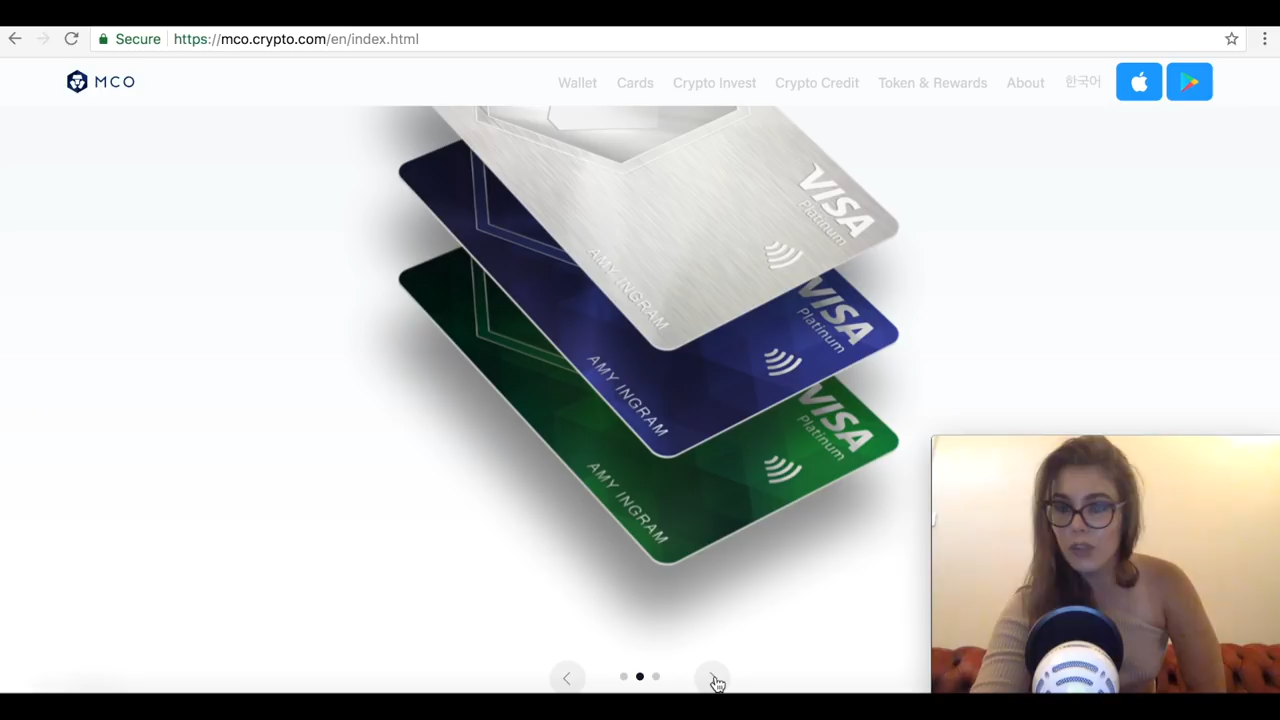 Secure https://mco.crypto.com/en/index.html
MCO Wallet Cards Crypto Invest Crypto Credit Token & Rewards About 한국어
VISA
Platinum
AMY INGRAM
VISA
Platinum
AMY INGRAM
VISA
Platinum
AMY INGRAM